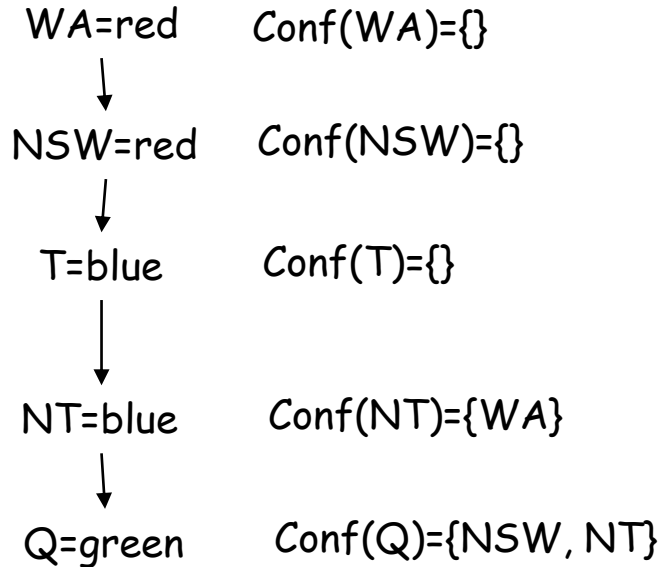 WA=red Conf(WA)={}
NSW=red Conf(NSW)={}
T=blue Conf(T)={}
NT=blue Conf(NT)={WA}
Q=green Conf(Q)={NSW, NT}